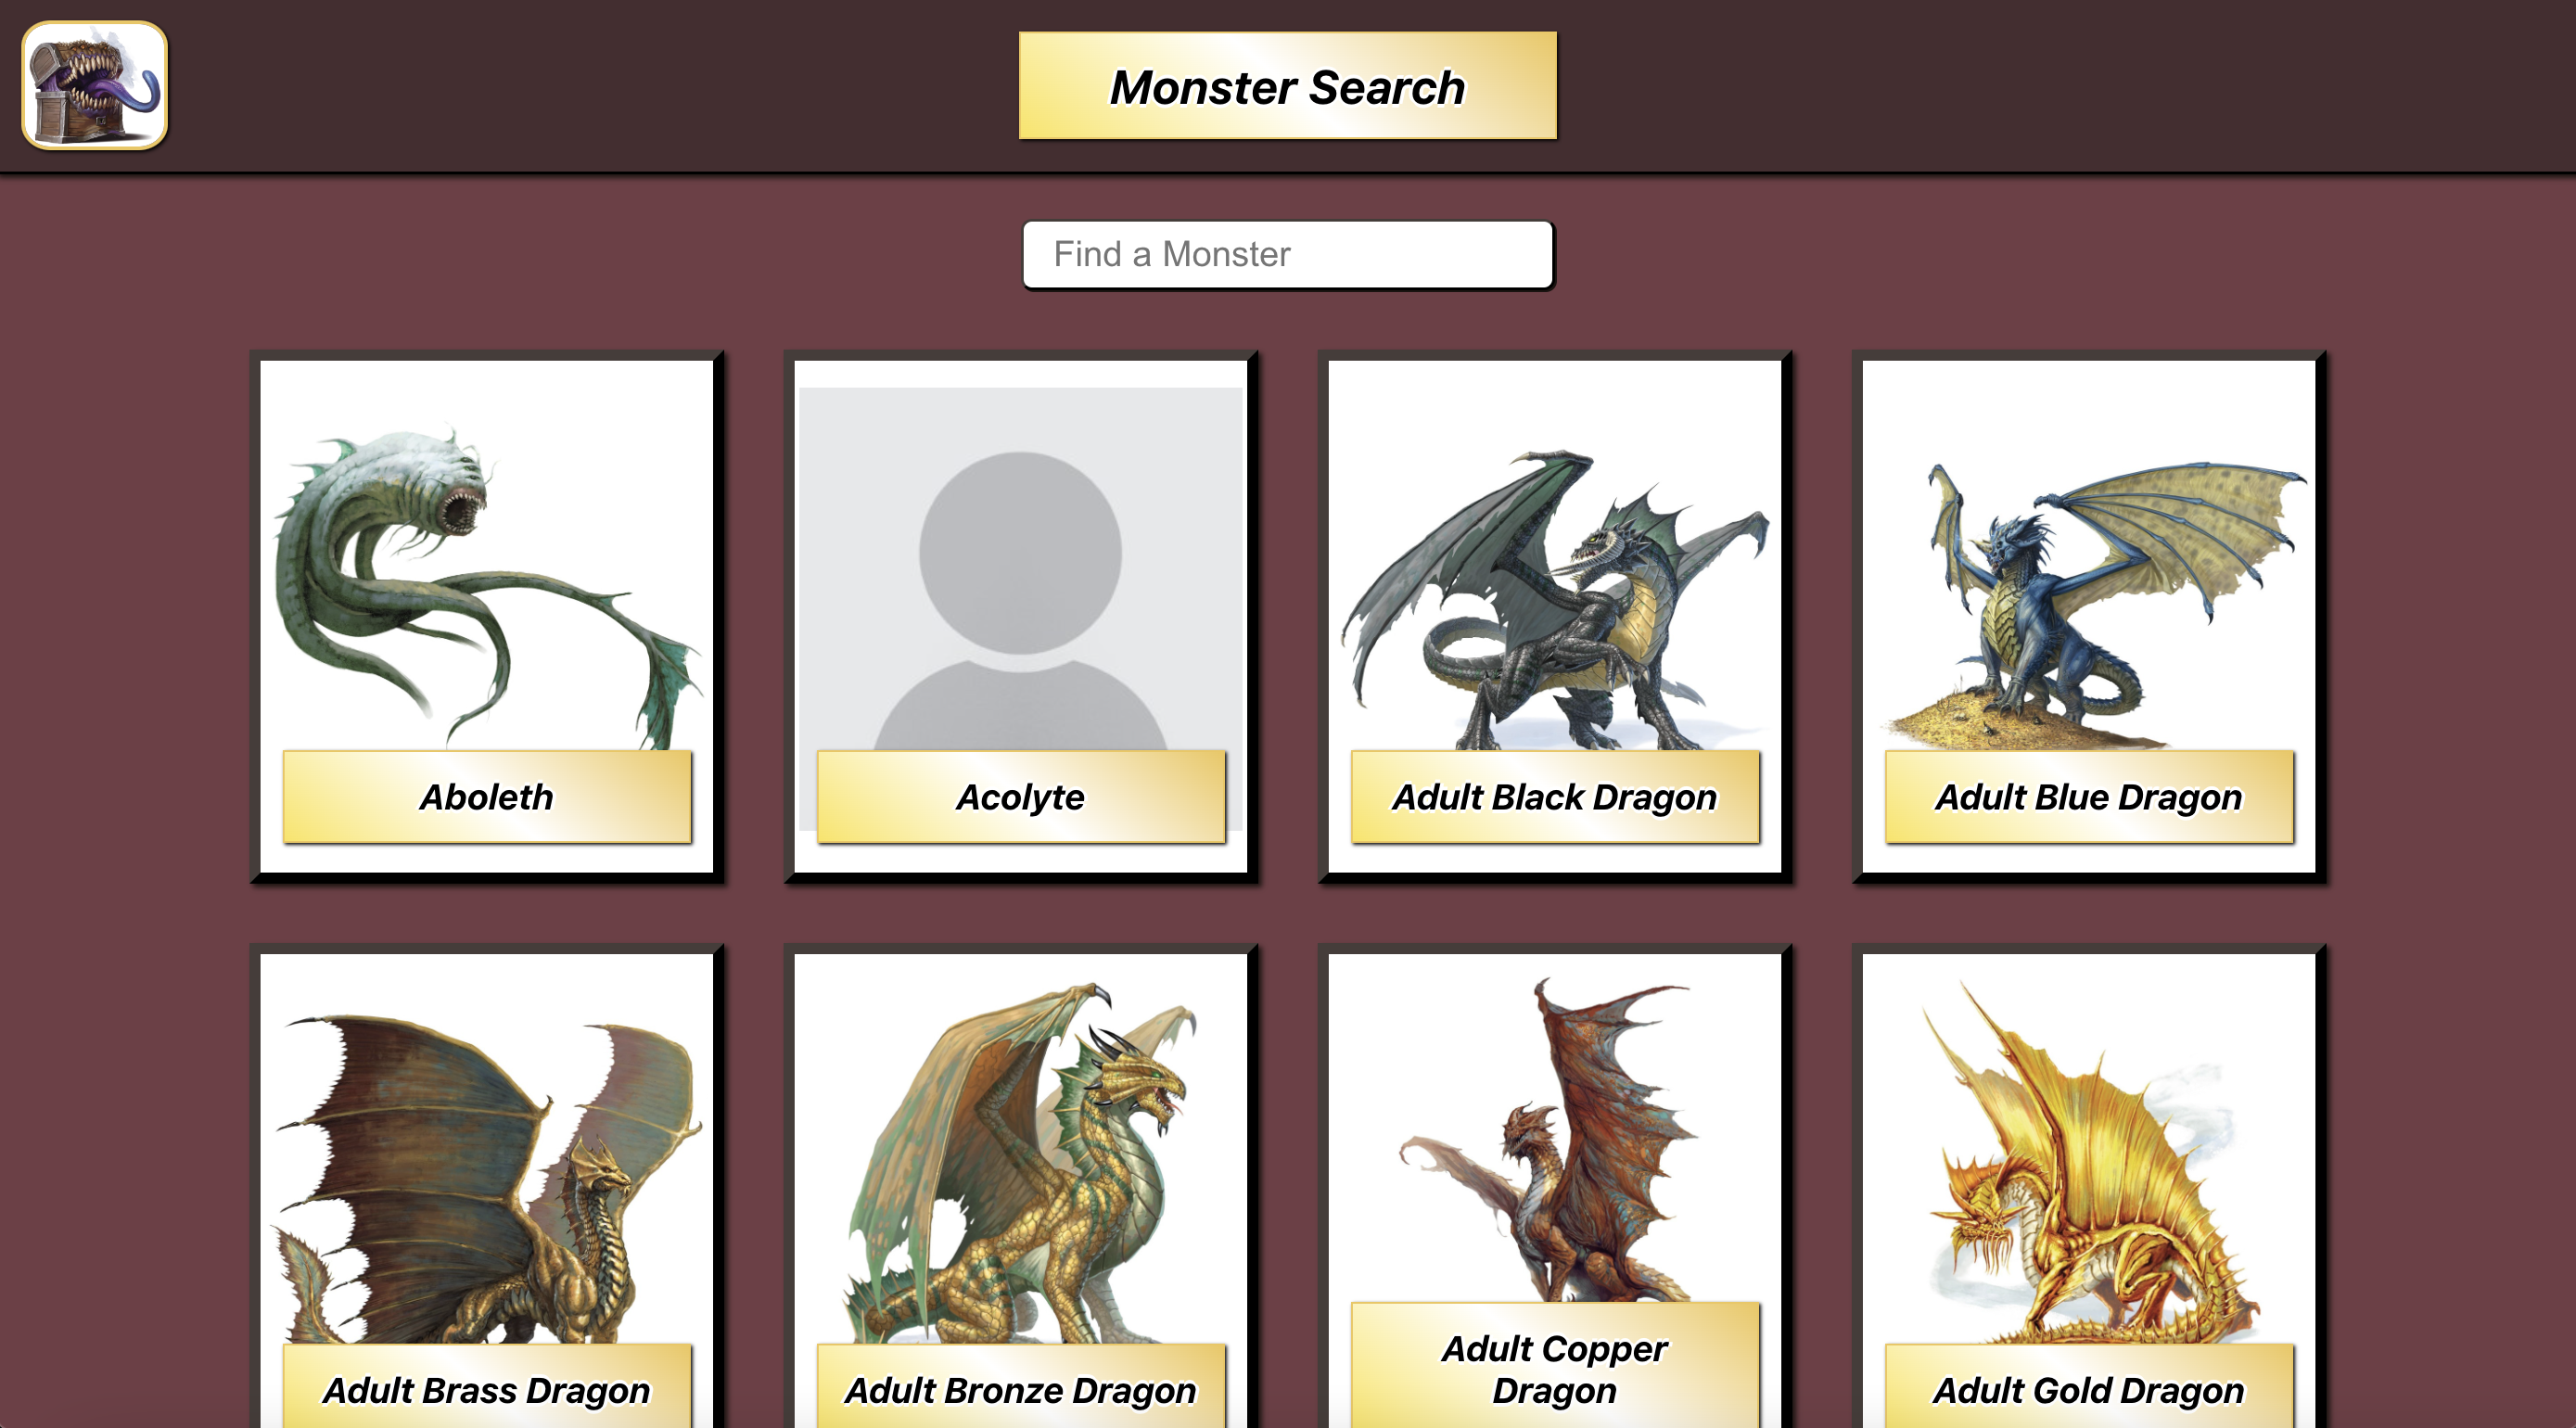 Monster Search
Find a Monster
Aboleth
Acolyte
Adult Black Dragon
Adult Blue Dragon
Adult Brass Dragon
Adult Bronze Dragon
Adult Copper
Dragon
Adult Gold Dragon